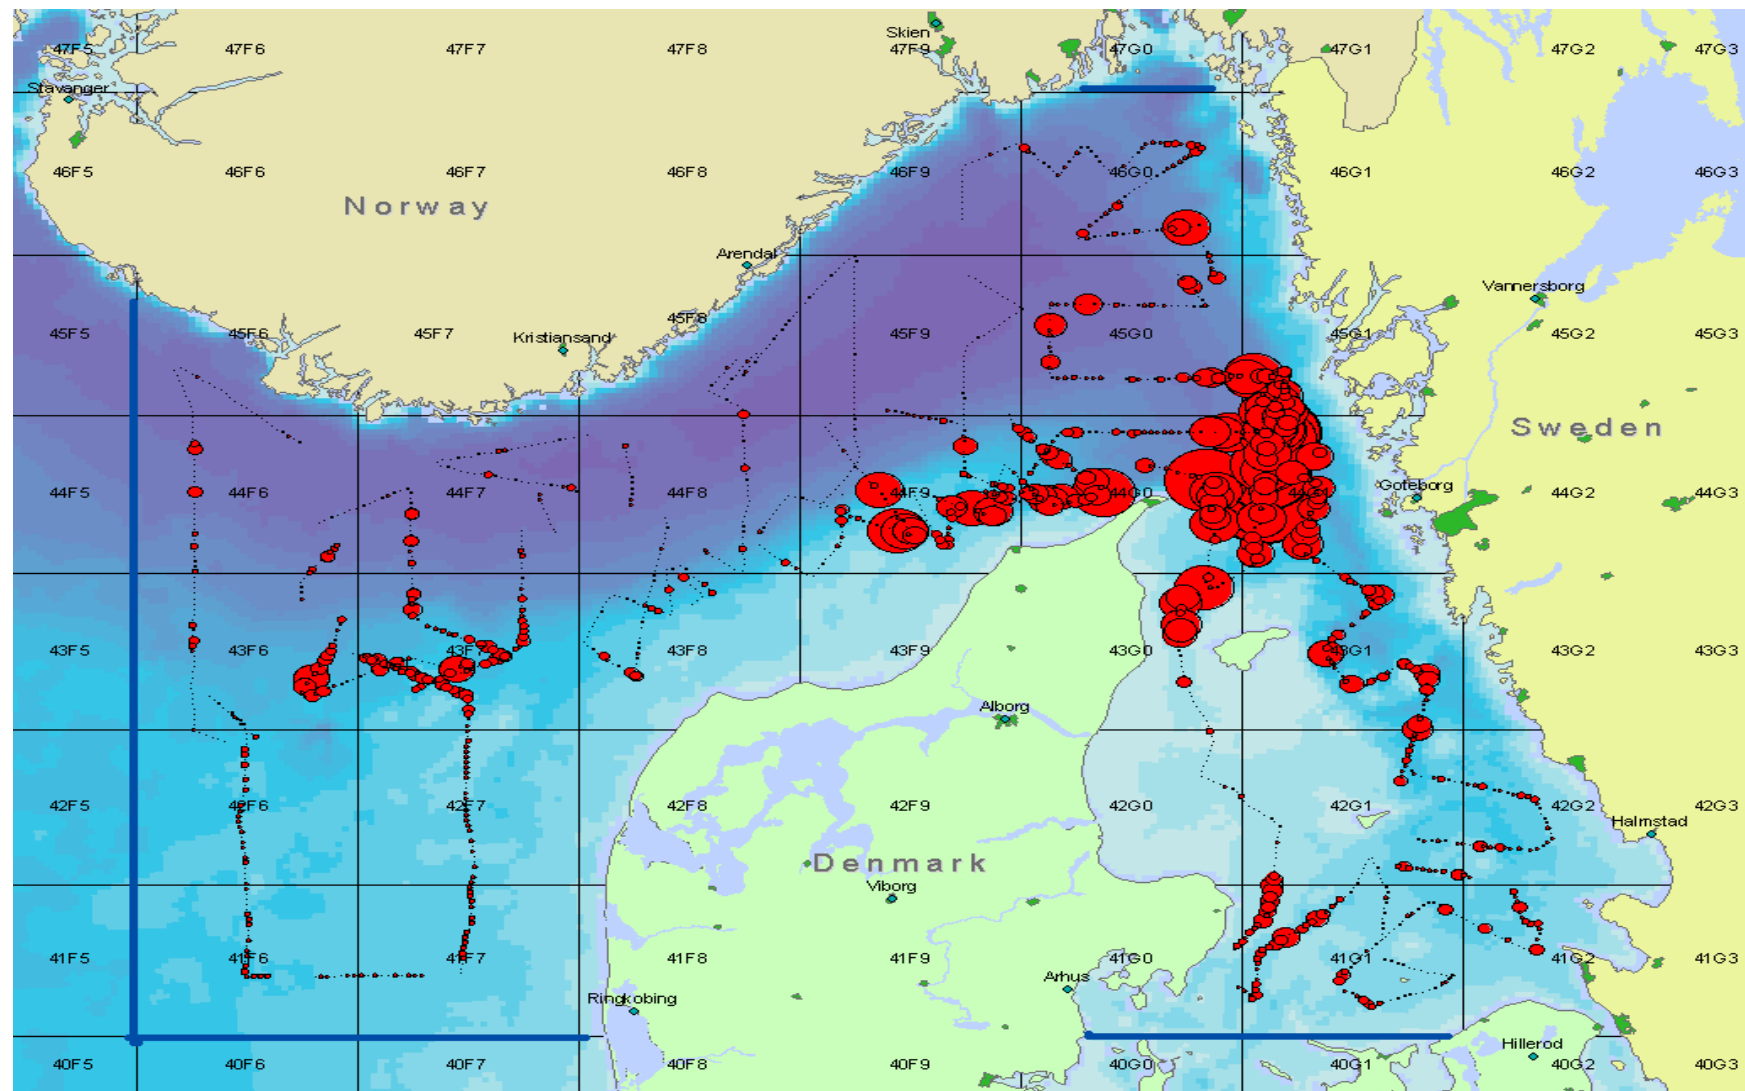 Skien
47F5 47F6 47F7 47F8 47F9 47G0 47G1 47G2 47G3
Stavanger
46F5 46F6 46F7 46F8 46F9 46G0 46G1 46G2 46G3
Norway
Arendal
Vannersborg
45F8
45F5 45F6 45F7 45F9 45G0 45G1 45G2 45G3
Kristiansand
Sweden
Goteborg
44F5 44F6 44F7 44F8 44F9 44G0 44G1 44G2 44G3
43F5 43F6 43F7 43F8 43F9 43G0 43G1 43G2 43G3
Alborg
42F5 42F6 42F7 42F8 42F9 42G0 42G1 42G2 42G3
Halmstad
Denmark
Viborg
41F5 41F6 41F7 41F8 41F9 41G0 41G1 41G2 41G3
Arhus
Ringkobing
Hillerod
40F5 40F6 40F7 40F8 40F9 40G0 40G1 40G2 40G3